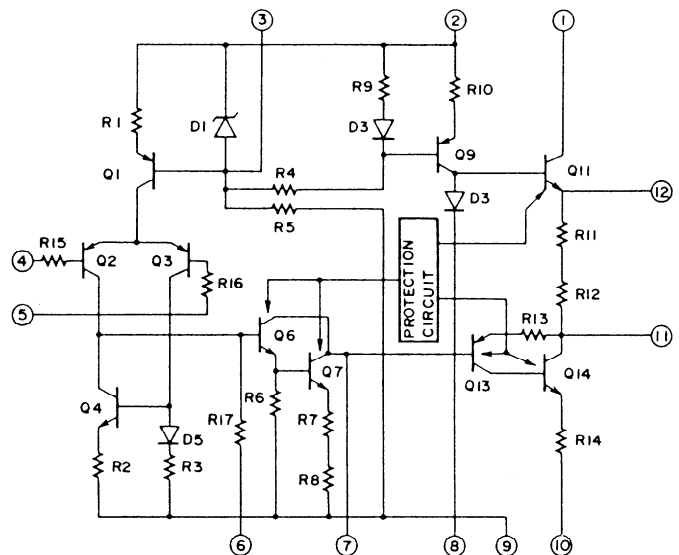 3
2
1
R9
R10
R1
D1
D3
Q9
Q1
Q11
R4
D3
12
R5
R11
4
R15
Q2
Q3
R16
PROTECTION
CIRCUIT
R12
5
R13
11
Q6
Q7
Q13
Q14
Q4
R6
R17
R7
D5
R14
R2
R3
R8
6
7
8
9
10